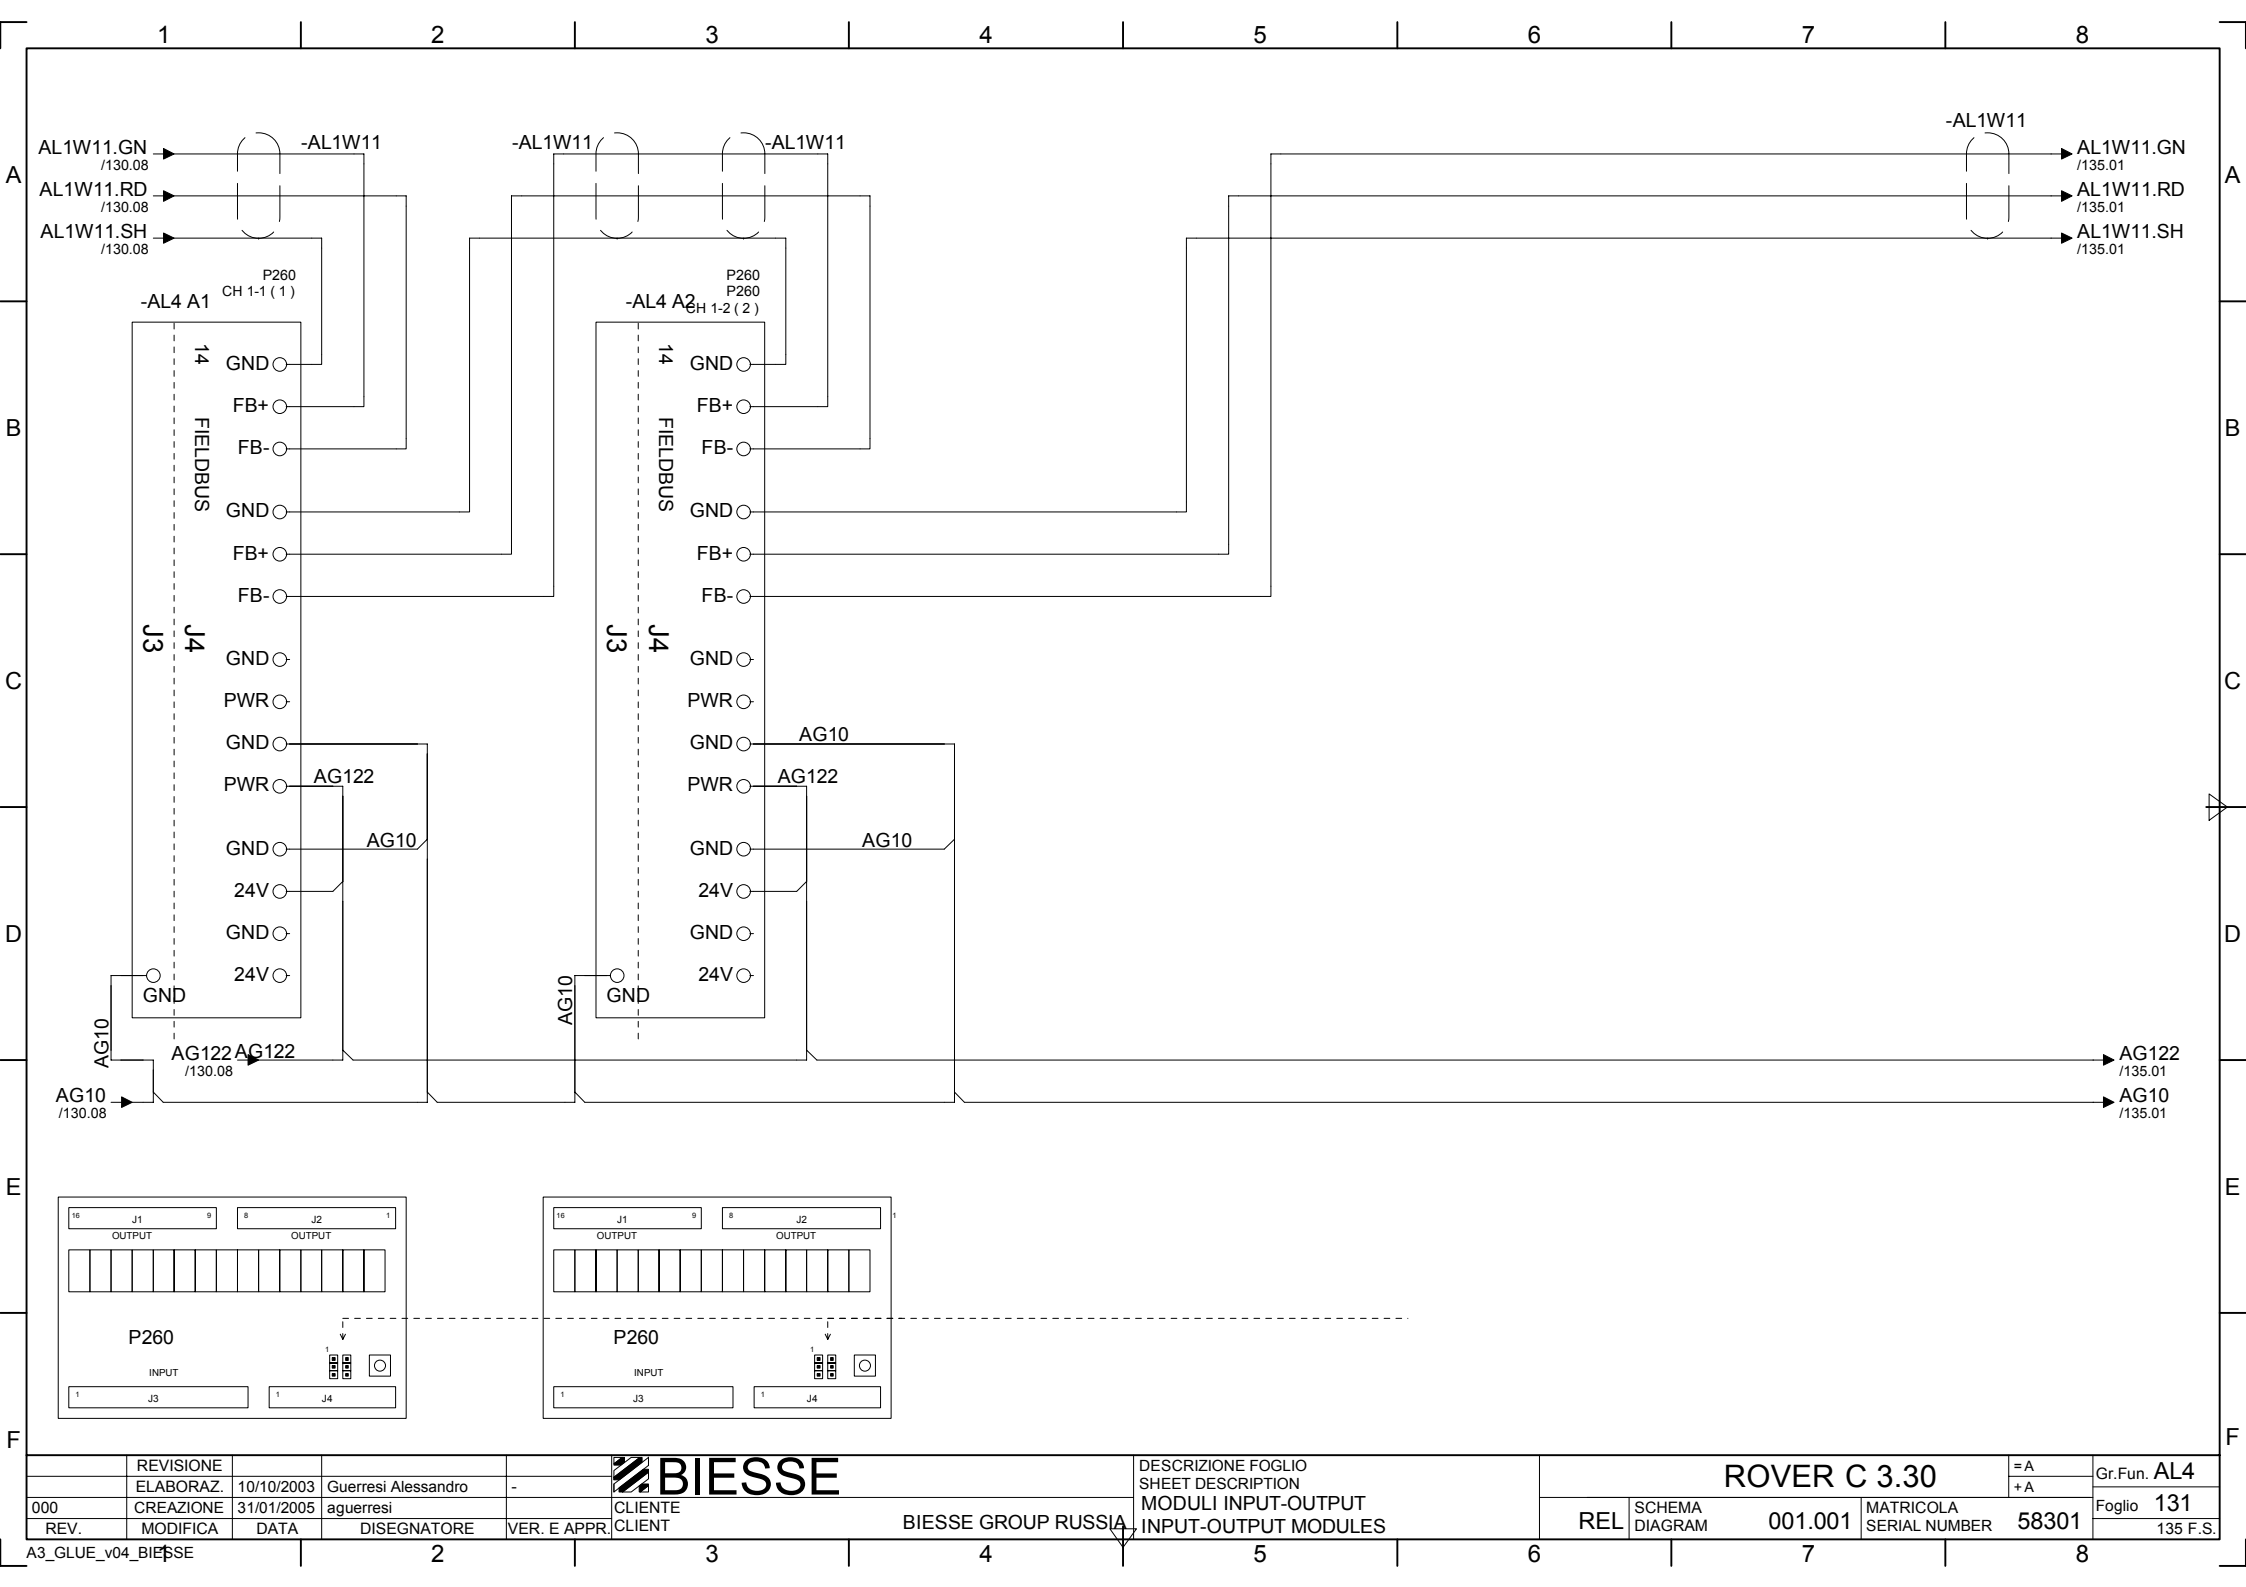 1 2 3 4 5 6 7 8
A A
B B
C C
D D
E E
F F
AL1W11.GN
/130.08
AL1W11.RD
/130.08
AL1W11.SH
/130.08
-AL1W11
-AL1W11
-AL1W11
-AL1W11
AL1W11.GN
/135.01
AL1W11.RD
/135.01
AL1W11.SH
/135.01
P260
CH 1-1 ( 1 )
-AL4 A1
14
FIELDBUS
J3
J4
GND
FB+
FB-
GND
FB+
FB-
GND
PWR
GND
PWR
GND
24V
GND
24V
GND
AG122
AG10
AG10
P260
P260
CH 1-2 ( 2 )
-AL4 A2
14
FIELDBUS
J3
J4
GND
FB+
FB-
GND
FB+
FB-
GND
PWR
GND
PWR
GND
24V
GND
24V
GND
AG10
AG122
AG10
AG10
AG122 AG122
/130.08
AG10
/130.08
AG122
/135.01
AG10
/135.01
16 J1 9 8 J2 1
OUTPUT OUTPUT
P260
1
INPUT
1 J3 1 J4
16 J1 9 8 J2 1
OUTPUT OUTPUT
P260
1
INPUT
1 J3 1 J4
REVISIONE
ELABORAZ. 10/10/2003 Guerresi Alessandro -
000 CREAZIONE 31/01/2005 aguerresi
REV. MODIFICA DATA DISEGNATORE VER. E APPR.
BIESSE
CLIENTE
CLIENT BIESSE GROUP RUSSIA
DESCRIZIONE FOGLIO
SHEET DESCRIPTION
MODULI INPUT-OUTPUT
INPUT-OUTPUT MODULES
ROVER C 3.30
= A
+ A
Gr.Fun. AL4
REL SCHEMA
DIAGRAM 001.001 MATRICOLA
SERIAL NUMBER 58301
Foglio 131
135 F.S.
A3_GLUE_v04_BIESSE
1 2 3 4 5 6 7 8